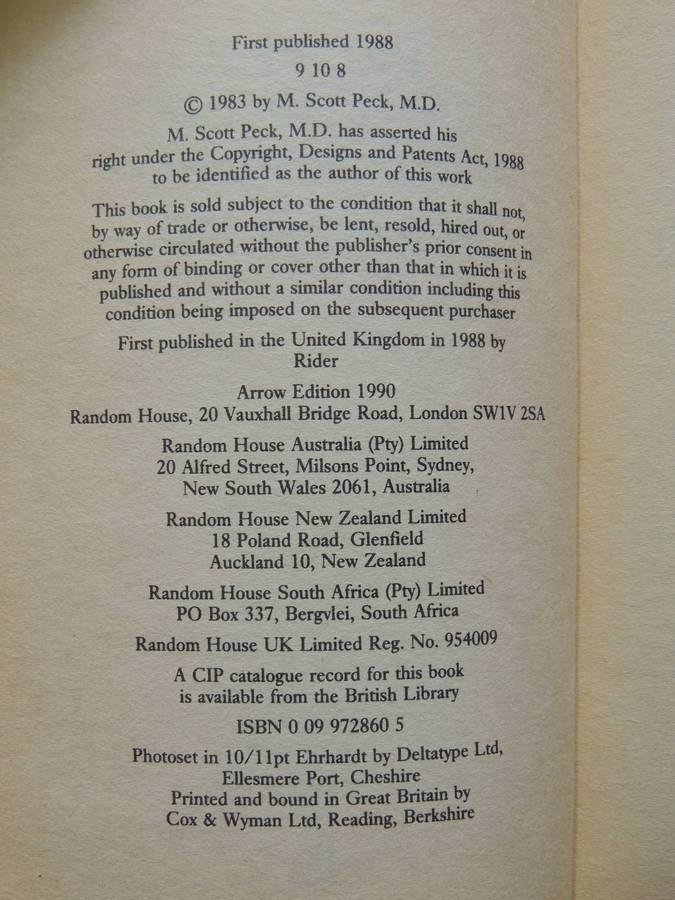 First published 1988
9 10 8
© 1983 by M. Scott Peck, M.D.
M. Scott Peck, M.D. has asserted his
right under the Copyright, Designs and Patents Act, 1988
to be identified as the author of this work
This book is sold subject to the condition that it shall not,
by way of trade or otherwise, be lent, resold, hired out, or
otherwise circulated without the publisher's prior consent in
any form of binding or cover other than that in which it is
published and without a similar condition including this
condition being imposed on the subsequent purchaser
First published in the United Kingdom in 1988 by
Rider
Arrow Edition 1990
Random House, 20 Vauxhall Bridge Road, London SW1V 2SA
Random House Australia (Pty) Limited
20 Alfred Street, Milsons Point, Sydney,
New South Wales 2061, Australia
Random House New Zealand Limited
18 Poland Road, Glenfield
Auckland 10, New Zealand
Random House South Africa (Pty) Limited
PO Box 337, Bergvlei, South Africa
Random House UK Limited Reg. No. 954009
A CIP catalogue record for this book
is available from the British Library
ISBN 0 09 972860 5
Photoset in 10/11pt Ehrhardt by Deltatype Ltd,
Ellesmere Port, Cheshire
Printed and bound in Great Britain by
Cox & Wyman Ltd, Reading, Berkshire